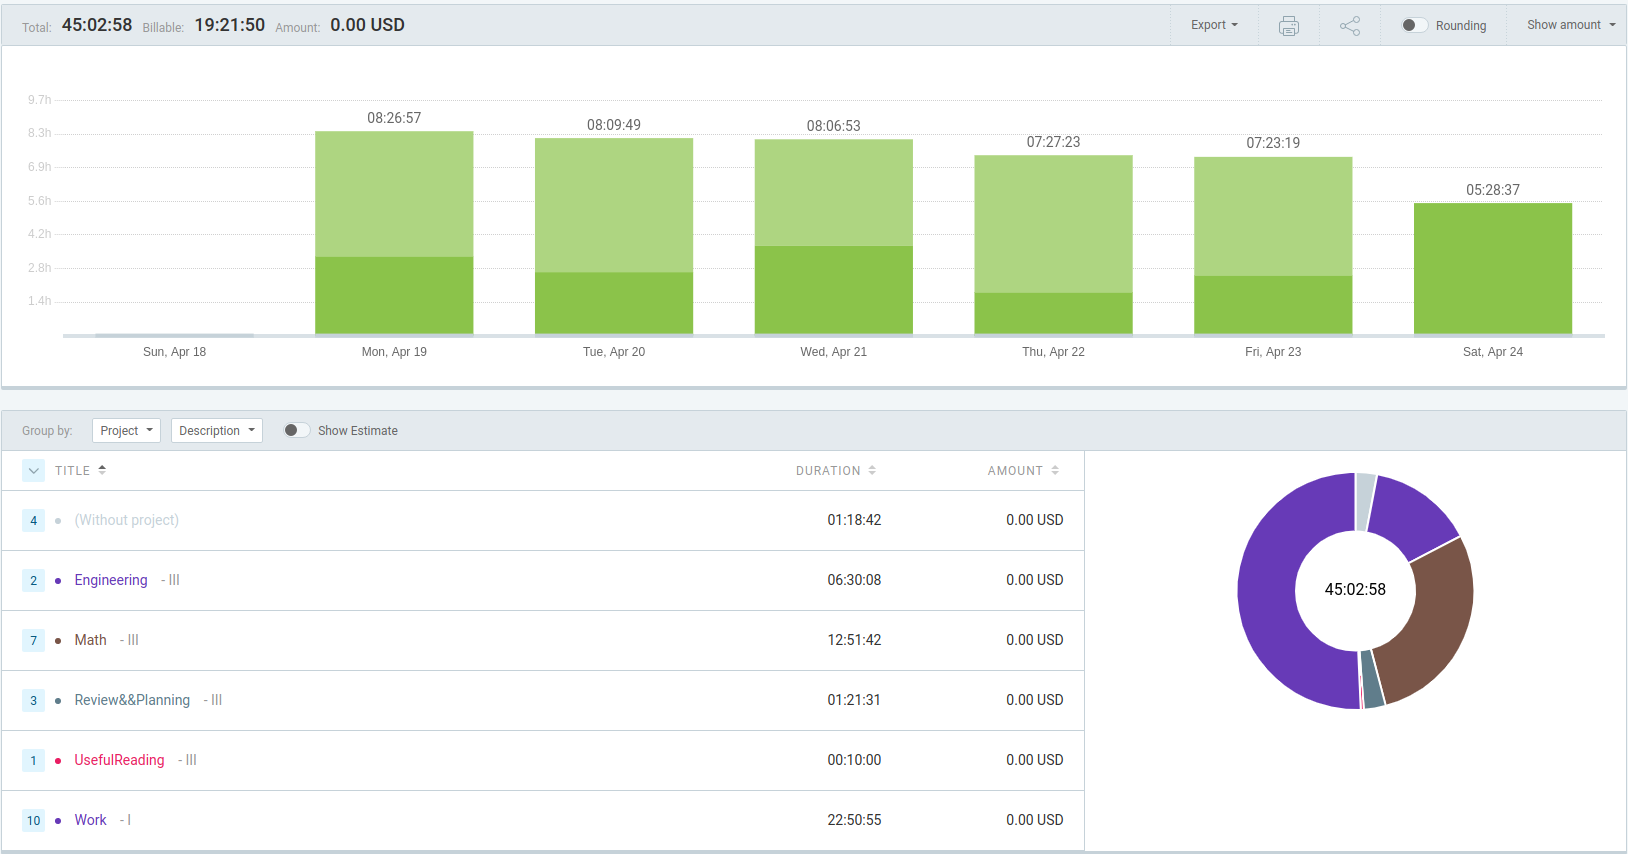 Total: 45:02:58 Billable: 19:21:50 Amount: 0.00 USD Export Rounding Show amount
9.7h
8.3h
6.9h
5.6h
4.2h
2.8h
1.4h
08:26:57 08:09:49 08:06:53 07:27:23 07:23:19 05:28:37
Sun, Apr 18 Mon, Apr 19 Tue, Apr 20 Wed, Apr 21 Thu, Apr 22 Fri, Apr 23 Sat, Apr 24
Group by: Project Description Show Estimate
TITLE DURATION AMOUNT
4 (Without project) 01:18:42 0.00 USD
2 Engineering - III 06:30:08 0.00 USD
7 Math - III 12:51:42 0.00 USD
3 Review&&Planning - III 01:21:31 0.00 USD
1 UsefulReading - III 00:10:00 0.00 USD
10 Work - I 22:50:55 0.00 USD
45:02:58